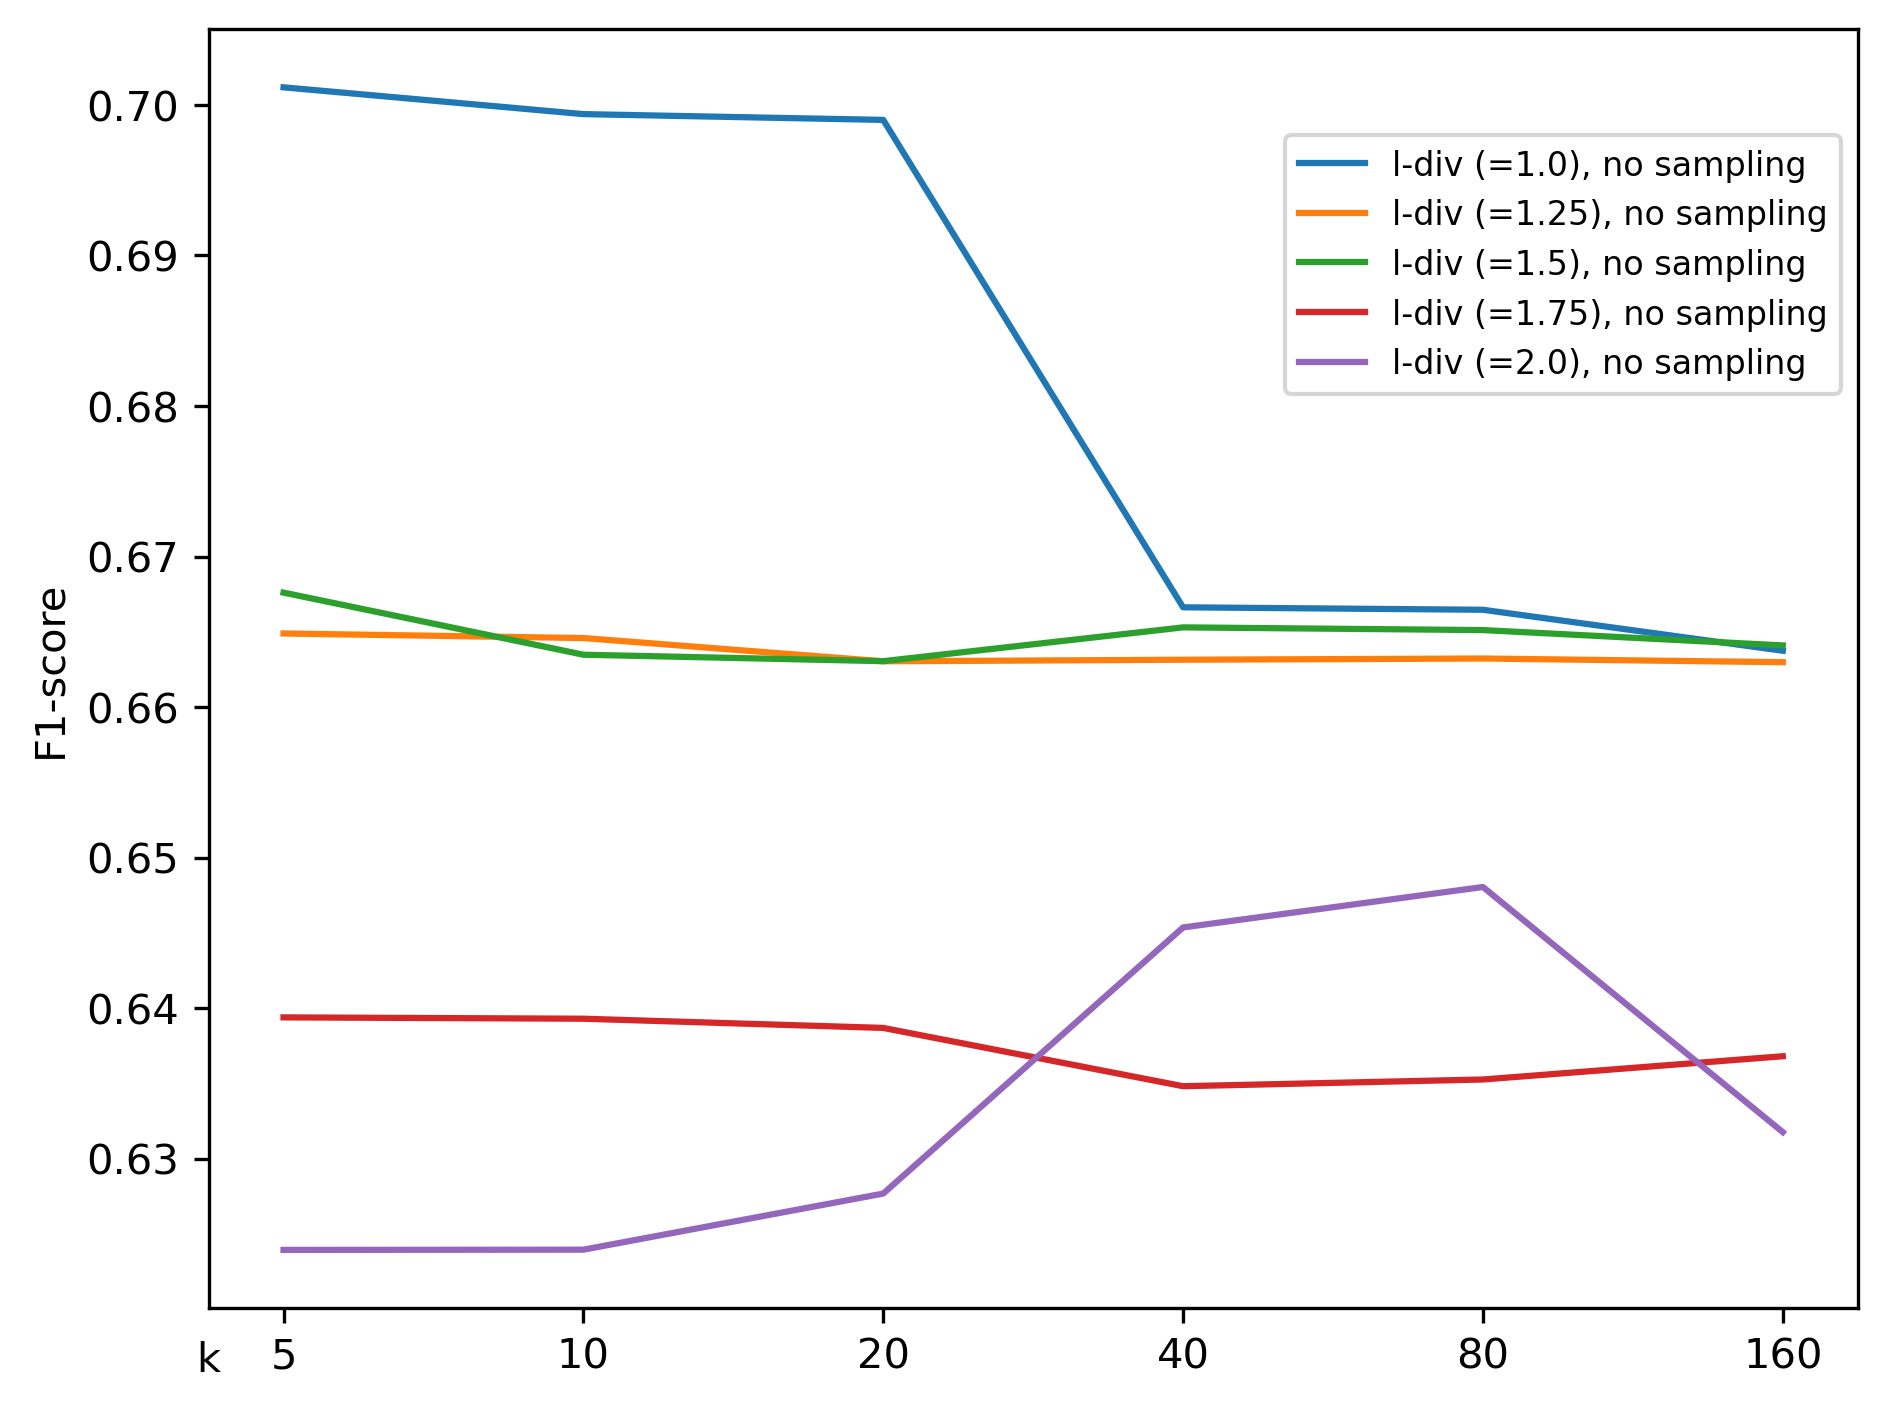 0.70
0.69
0.68
0.67
0.66
0.65
0.64
0.63
F1-score
l-div (=1.0), no sampling
l-div (=1.25), no sampling
l-div (=1.5), no sampling
l-div (=1.75), no sampling
l-div (=2.0), no sampling
k 5 10 20 40 80 160